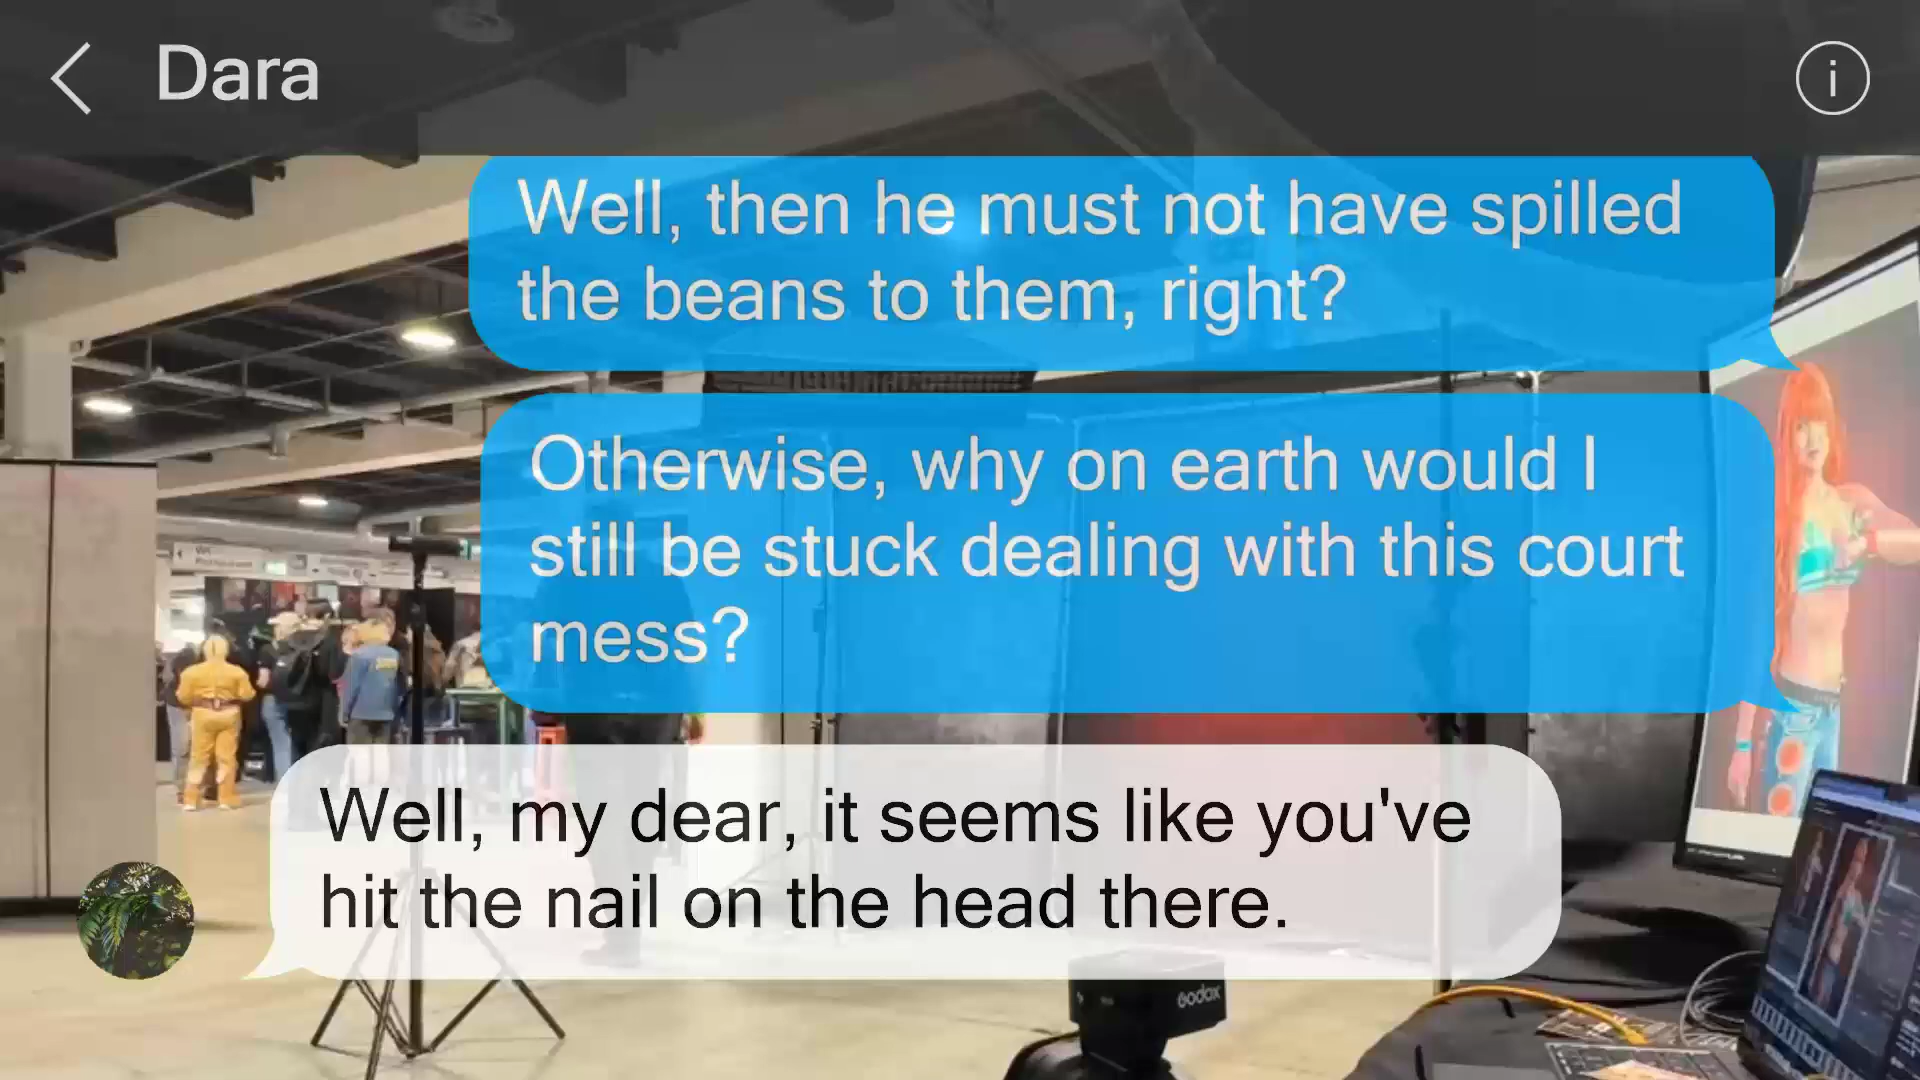 Dara
Well, then he must not have spilled
the beans to them, right?
Otherwise, why on earth would I
still be stuck dealing with this court
mess?
Well, my dear, it seems like you've
hit the nail on the head there.
Godox